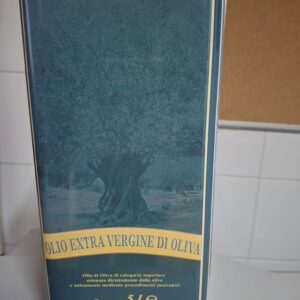 OLIO EXTRA VERGINE DI OLIVA
Olio di Oliva di categoria superiore
ottenuto direttamente dalle olive
e unicamente mediante procedimenti meccanici